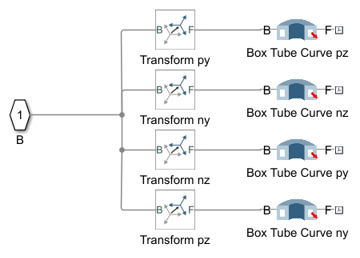 B F B F
Transform py Box Tube Curve pz
B F B F
Transform ny Box Tube Curve nz
1
B
B F B F
Transform nz Box Tube Curve py
B F B F
Transform pz Box Tube Curve ny